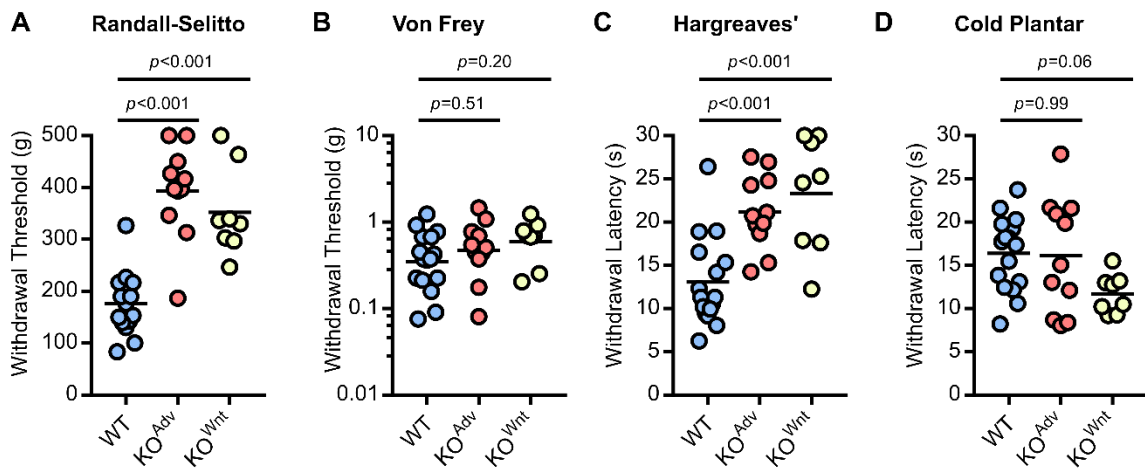 A Randall-Selitto
p<0.001
p<0.001
Withdrawal Threshold (g)
500
400
300
200
100
0
WT
KO^Adv
KO^Wnt
B Von Frey
p=0.20
p=0.51
Withdrawal Threshold (g)
10
1
0.1
0.01
WT
KO^Adv
KO^Wnt
C Hargreaves'
p<0.001
p<0.001
Withdrawal Latency (s)
30
25
20
15
10
5
0
WT
KO^Adv
KO^Wnt
D Cold Plantar
p=0.06
p=0.99
Withdrawal Latency (s)
30
25
20
15
10
5
0
WT
KO^Adv
KO^Wnt